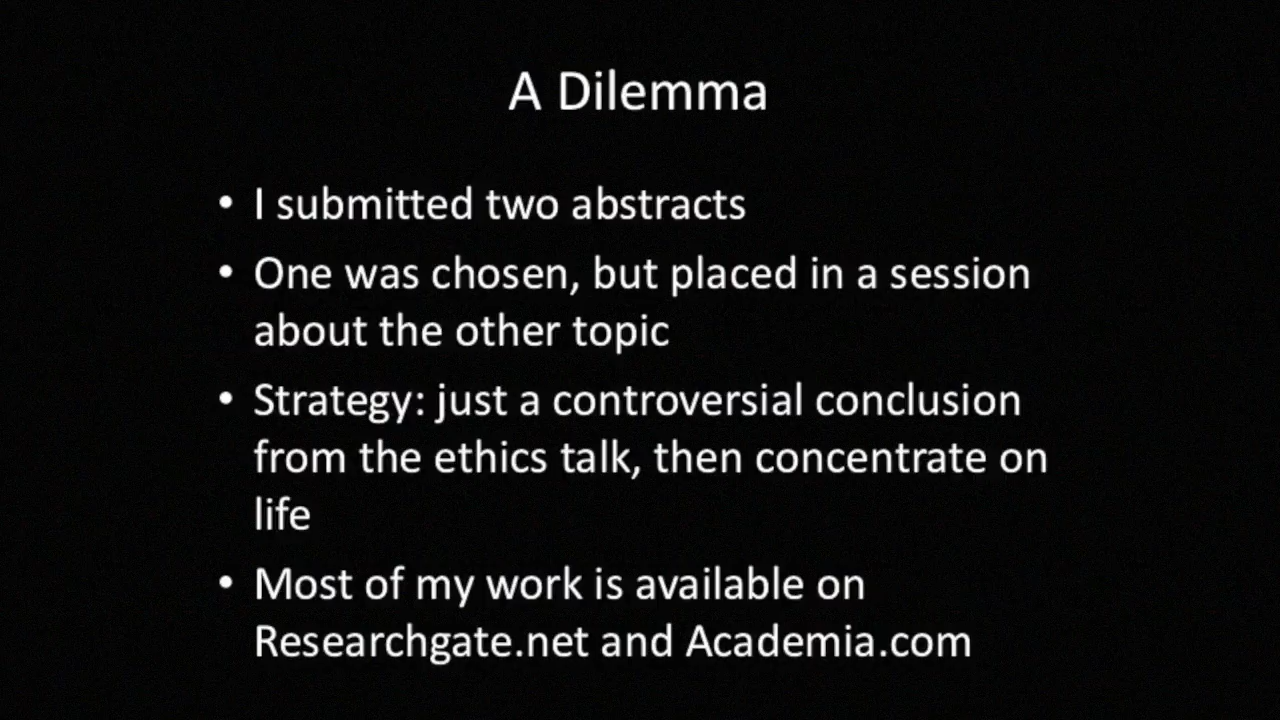 A Dilemma
• I submitted two abstracts
• One was chosen, but placed in a session
about the other topic
• Strategy: just a controversial conclusion
from the ethics talk, then concentrate on
life
• Most of my work is available on
Researchgate.net and Academia.com